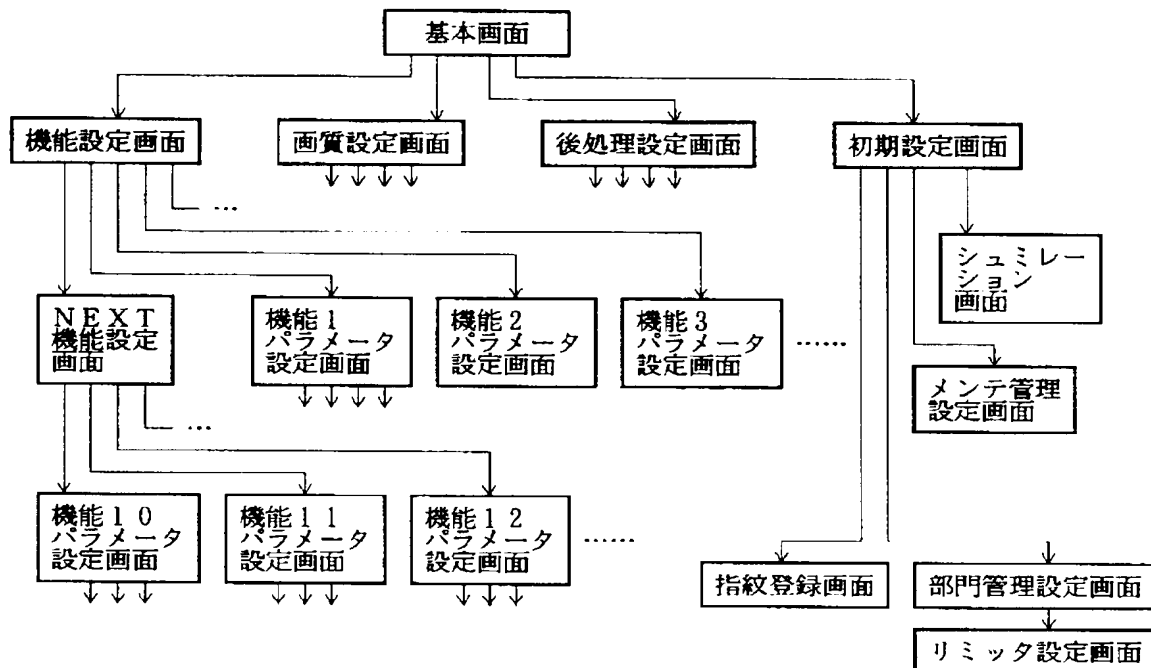 基本画面
機能設定画面
画質設定画面
後処理設定画面
初期設定画面
…
シュミレー
ション
画面
NEXT
機能設定
画面
機能1
パラメータ
設定画面
機能2
パラメータ
設定画面
機能3
パラメータ
設定画面
……
メンテ管理
設定画面
…
機能10
パラメータ
設定画面
機能11
パラメータ
設定画面
機能12
パラメータ
設定画面
……
指紋登録画面
部門管理設定画面
リミッタ設定画面